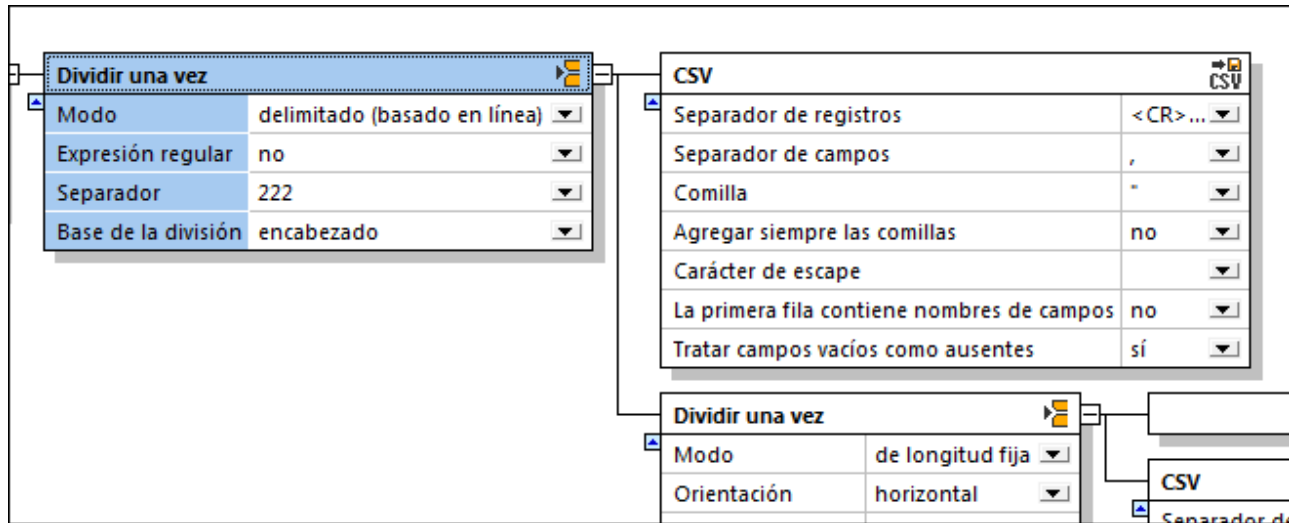 Dividir una vez
Modo delimitado (basado en línea)
Expresión regular no
Separador 222
Base de la división encabezado
CSV
CSV
Separador de registros <CR>...
Separador de campos ,
Comilla "
Agregar siempre las comillas no
Carácter de escape
La primera fila contiene nombres de campos no
Tratar campos vacíos como ausentes sí
Dividir una vez
Modo de longitud fija
Orientación horizontal
CSV
Separador de